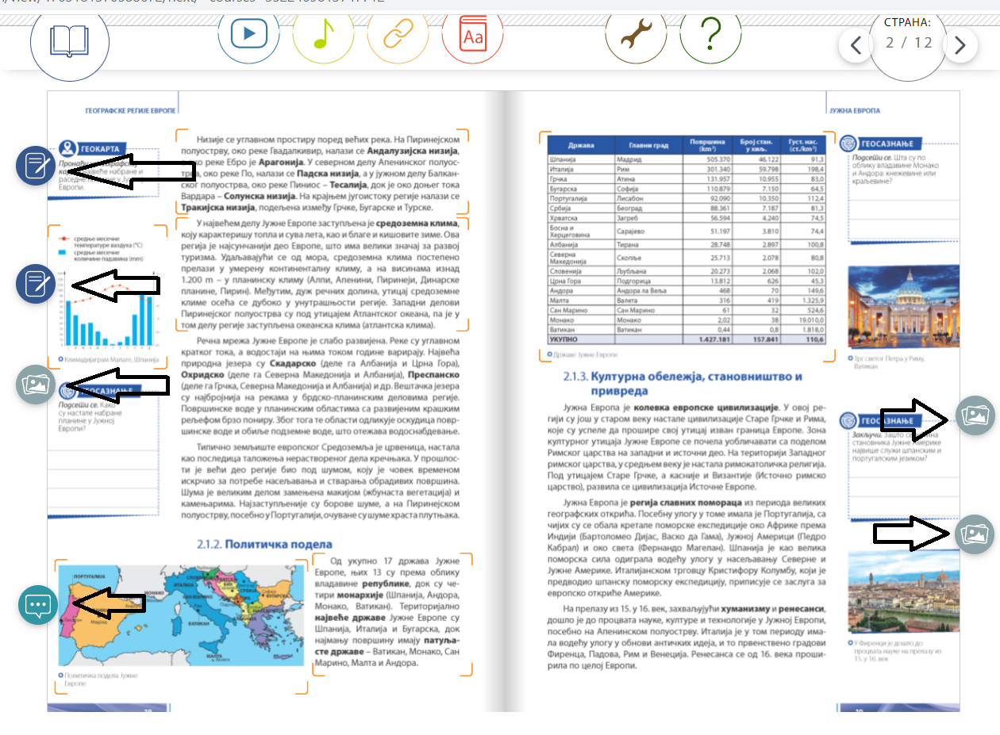 Aa
СТРАНА:
2 / 12
ГЕОГРАФСКЕ РЕГИЈЕ ЕВРОПЕ
ГЕОКАРТА
Европи.
средње месечне
температуре ваздуха (°C)
средње месечне
количине падавина (mm)
Климадијаграм Малаге, Шпанија
Подсети се. Како
су настале набране
планине у Јужној
Европи?
Низије се углавном простиру поред већих река. На Пиринејском
полуострву, око реке Гвадалкивир, налази се Андалузијска низија,
око реке Ебро је Арагонија. У северном делу Апенинског полуос-
трва, око реке По, налази се Падска низија, а у јужном делу Балкан-
ског полуострва, око реке Пиниос – Тесалија, док је око доњег тока
Вардара – Солунска низија. На крајњем југоистоку регије налази се
Тракијска низија, подељена између Грчке, Бугарске и Турске.
У највећем делу Јужне Европе заступљена је средоземна клима,
коју карактеришу топла и сува лета, као и благе и кишовите зиме. Ова
регија је најсунчанији део Европе, што има велики значај за развој
туризма. Удаљавајући се од мора, средоземна клима постепено
прелази у умерену континенталну климу, а на висинама изнад
1.200 m – у планинску климу (Алпи, Апенини, Пиринеји, Динарске
планине, Пирин). Међутим, дуж речних долина, утицај средоземне
климе осећа се дубоко у унутрашњости регије. Западни делови
Пиринејског полуострва су под утицајем Атлантског океана, па је у
том делу регије заступљена океанска клима (атлантска клима).
Речна мрежа Јужне Европе је слабо развијена. Реке су углавном
кратког тока, а водостаји на њима током године варирају. Највећа
природна језера су Скадарско (деле га Албанија и Црна Гора),
Охридско (деле га Северна Македонија и Албанија), Преспанско
(деле га Грчка, Северна Македонија и Албанија) и др. Вештачка језера
су најбројнија на рекама у брдско-планинским деловима регије.
Површинске воде у планинским областима са развијеним крашким
рељефом брзо пониру. Због тога те области одликује оскудица повр-
шинске воде и обиље подземне воде, што отежава водоснабдевање.
Типично земљиште европског Средоземља је црвеница, настала
као последица таложења нерастворeног дела кречњака. У прошлос-
ти је већи део регије био под шумом, коју је човек временом
искрчио за потребе насељавања и стварања обрадивих површина.
Шума је великим делом замењена макијом (жбунаста вегетација) и
камењарима. Најзаступљеније су борове шуме, а на Пиринејском
полуострву, посебно у Португалији, очуване су шуме храста плутњака.
2.1.2. Политичка подела
ПОРТУГАЛИЈА
МОНАКО
ИТАЛИЈА
ВАТИКАН
СРБИЈА
БУГАРСКА
МАЛТА
Политичка подела Јужне
Европе
Од укупно 17 држава Јужне
Европе, њих 13 су према облику
владавине републике, док су че-
тири монархије (Шпанија, Андора,
Монако, Ватикан). Територијално
највеће државе Јужне Европе су
Шпанија, Италија и Бугарска, док
најмању површину имају патуља-
сте државе – Ватикан, Монако, Сан
Марино, Малта и Андора.
ЈУЖНА ЕВРОПА
Држава Главни град Површина (km²) Број стан. у хиљ. Густ. нас. (ст./km²)
Шпанија Мадрид 505.370 46.122 91,3
Италија Рим 301.340 59.798 198,4
Грчка Атина 131.957 10.955 83,0
Бугарска Софија 110.879 7.150 64,5
Португалија Лисабон 92.090 10.350 112,4
Србија Београд 88.361 7.187 81,3
Хрватска Загреб 56.594 4.240 74,5
Босна и Херцеговина Сарајево 51.197 3.810 74,4
Албанија Тирана 28.748 2.897 100,8
Северна Македонија Скопље 25.713 2.078 80,8
Словенија Љубљана 20.273 2.068 102,0
Црна Гора Подгорица 13.812 626 45,3
Андора Андора ла Веља 468 70 149,6
Малта Валета 316 419 1.325,9
Сан Марино Сан Марино 61 32 524,6
Монако Монако 2,02 38 19.010,0
Ватикан Ватикан 0,44 0,8 1.818,0
УКУПНО 1.427.181 157.841 110,6
Државе Јужне Европе
2.1.3. Културна обележја, становништво и
привреда
Јужна Европа је колевка европске цивилизације. У овој ре-
гији су још у старом веку настале цивилизације Старе Грчке и Рима,
које су успеле да прошире свој утицај изван граница Европе. Зона
културног утицаја Јужне Европе се почела уобличавати са поделом
Римског царства на западни и источни део. На територији Западног
римског царства, у средњем веку је настала римокатоличка религија.
Под утицајем Старе Грчке, а касније и Византије (Источно римско
царство), развила се цивилизација Источне Европе.
Јужна Европа је регија славних помораца из периода великих
географских открића. Посебну улогу у томе имала је Португалија, са
чијих су се обала кретале поморске експедиције око Африке према
Индији (Бартоломео Дијас, Васко да Гама), Јужној Америци (Педро
Кабрал) и око света (Фернандо Магелан). Шпанија је као велика
поморска сила одиграла водећу улогу у насељавању Северне и
Јужне Америке. Италијанском трговцу Кристифору Колумбу, који је
предводио шпанску поморску експедицију, приписује се заслуга за
европско откриће Америке.
На прелазу из 15. у 16. век, захваљујући хуманизму и ренесанси,
дошло је до процвата науке, културе и технологије у Јужној Европи,
посебно на Апенинском полуострву. Италија је у том периоду има-
ла водећу улогу у обнови античких идеја, и то првенствено градови
Фиренца, Падова, Рим и Венеција. Ренесанса се од 16. века проши-
рила по целој Европи.
ГЕОСАЗНАЊЕ
Подсети се. Шта су по
облику владавине Монако
и Андора: кнежевине или
краљевине?
Трг светог Петра у Риму,
Ватикан
Закључи. Зашто се
становника Јужне Америке
највише служи шпанским и
португалским језиком?
У Фиренци је дошло до
процвата науке на прелазу из
15. у 16. век